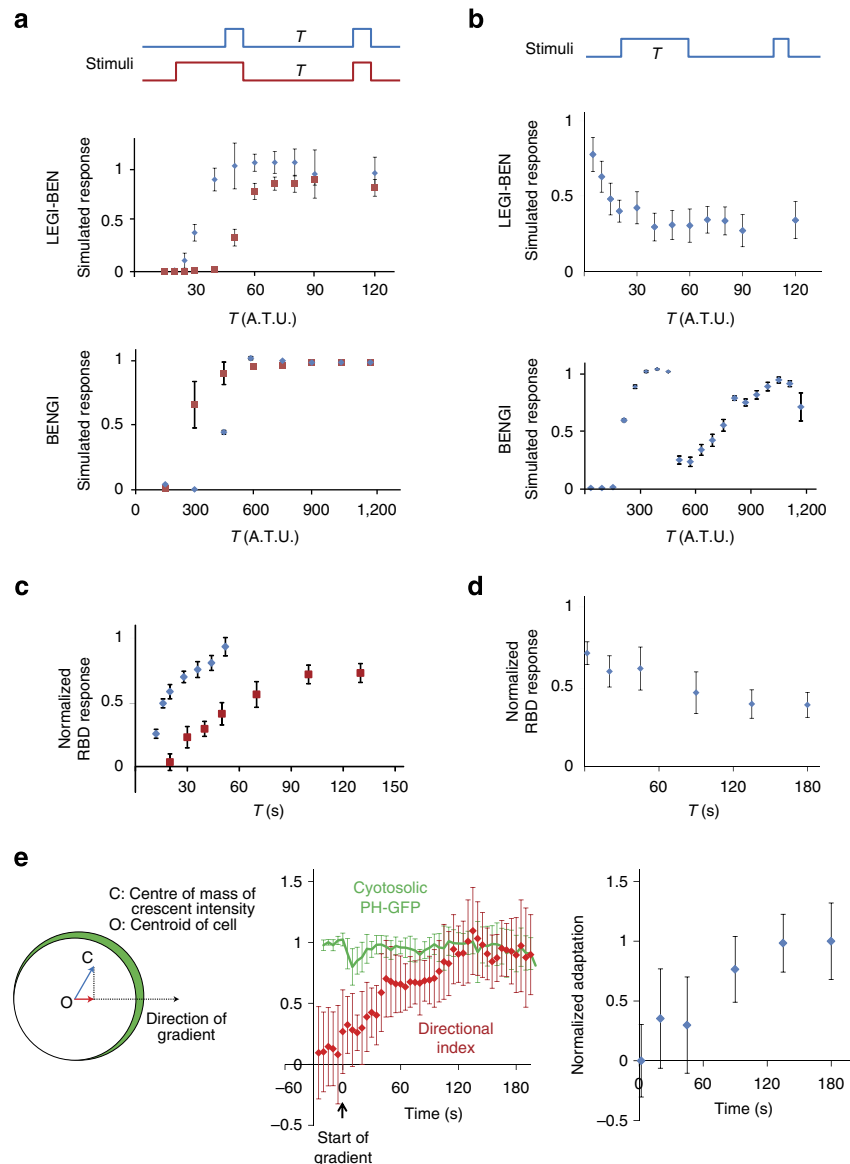 a
Stimuli
T
T
LEGI-BEN
Simulated response
1
0.5
0
30
60
90
120
T (A.T.U.)
BENGI
Simulated response
1
0.5
0
0
300
600
900
1,200
T (A.T.U.)
b
Stimuli
T
LEGI-BEN
Simulated response
1
0.5
0
30
60
90
120
T (A.T.U.)
BENGI
Simulated response
1
0.5
0
300
600
900
1,200
T (A.T.U.)
c
Normalized
RBD response
1
0.5
0
30
60
90
120
150
T (s)
d
Normalized
RBD response
1
0.5
0
60
120
180
T (s)
e
C: Centre of mass of
crescent intensity
O: Centroid of cell
C
O
Direction of
gradient
1.5
1
0.5
0
–0.5
–60
0
60
120
180
Cyotosolic
PH-GFP
Directional
index
Time (s)
Start of
gradient
Normalized adaptation
1.5
1
0.5
0
–0.5
0
60
120
180
Time (s)